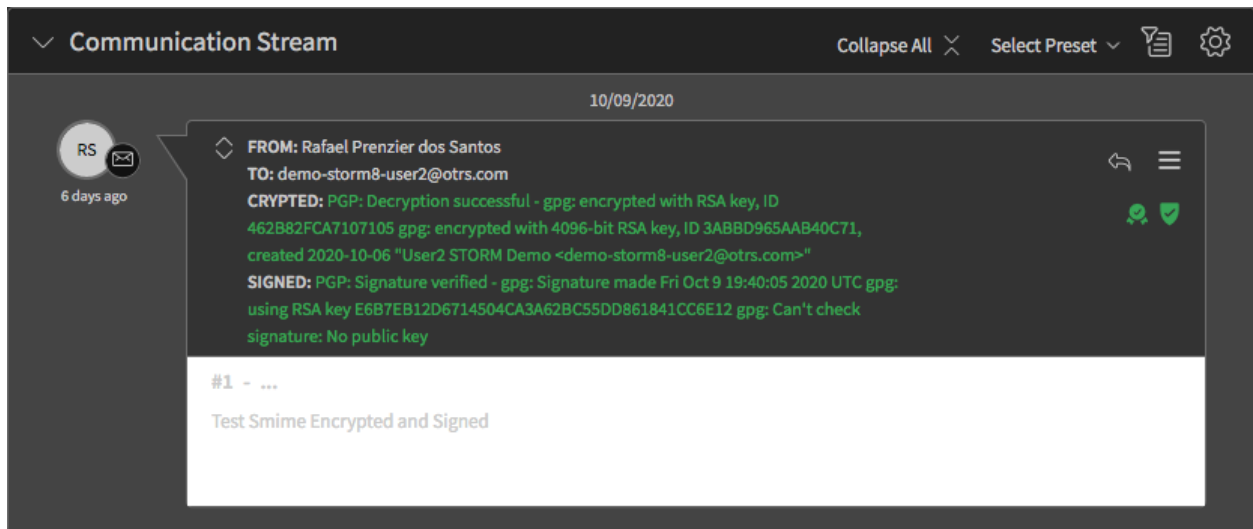 Communication Stream
Collapse All
Select Preset
10/09/2020
RS
6 days ago
FROM: Rafael Prenzier dos Santos
TO: demo-storm8-user2@otrs.com
CRYPTED: PGP: Decryption successful - gpg: encrypted with RSA key, ID
462B82FCA7107105 gpg: encrypted with 4096-bit RSA key, ID 3ABBD965AAB40C71,
created 2020-10-06 "User2 STORM Demo <demo-storm8-user2@otrs.com>"
SIGNED: PGP: Signature verified - gpg: Signature made Fri Oct 9 19:40:05 2020 UTC gpg:
using RSA key E6B7EB12D6714504CA3A62BC55DD861841CC6E12 gpg: Can't check
signature: No public key
#1 - ...
Test Smime Encrypted and Signed